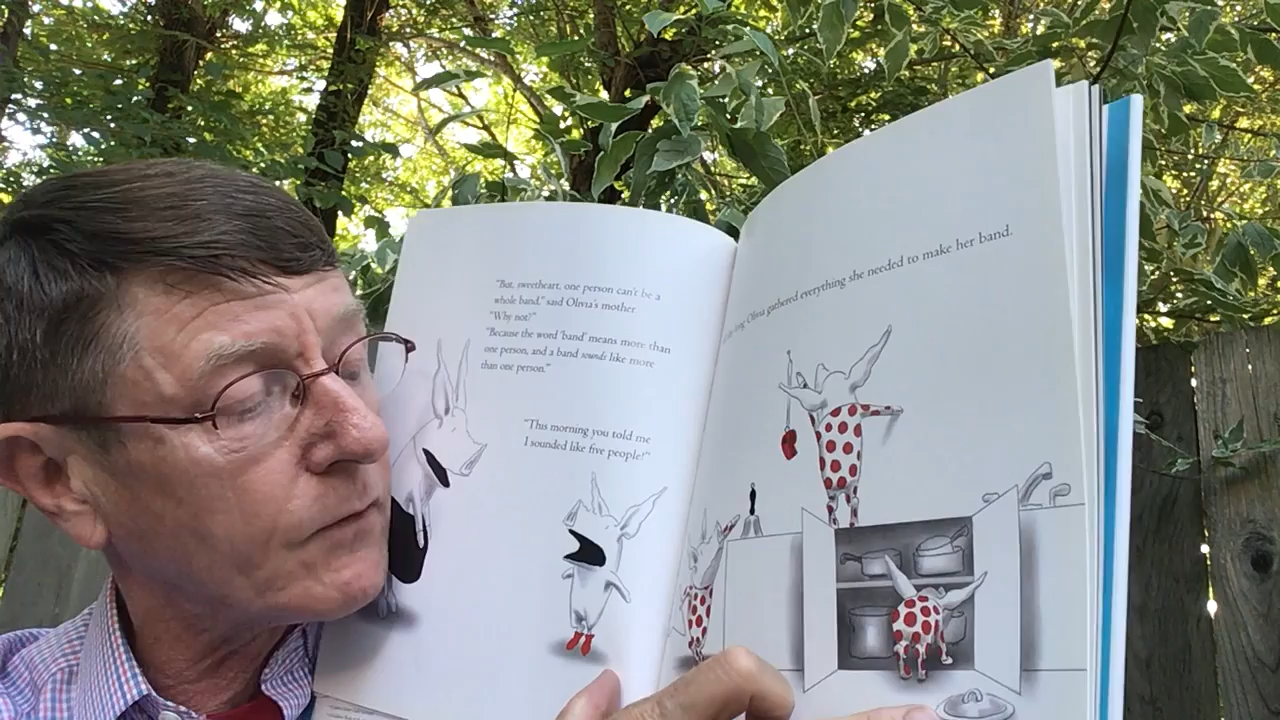 "But, sweetheart, one person can't be a
whole band," said Olivia's mother.
"Why not?"
"Because the word 'band' means more than
one person, and a band sounds like more
than one person."
"This morning you told me
I sounded like five people!"
Olivia gathered everything she needed to make her band.